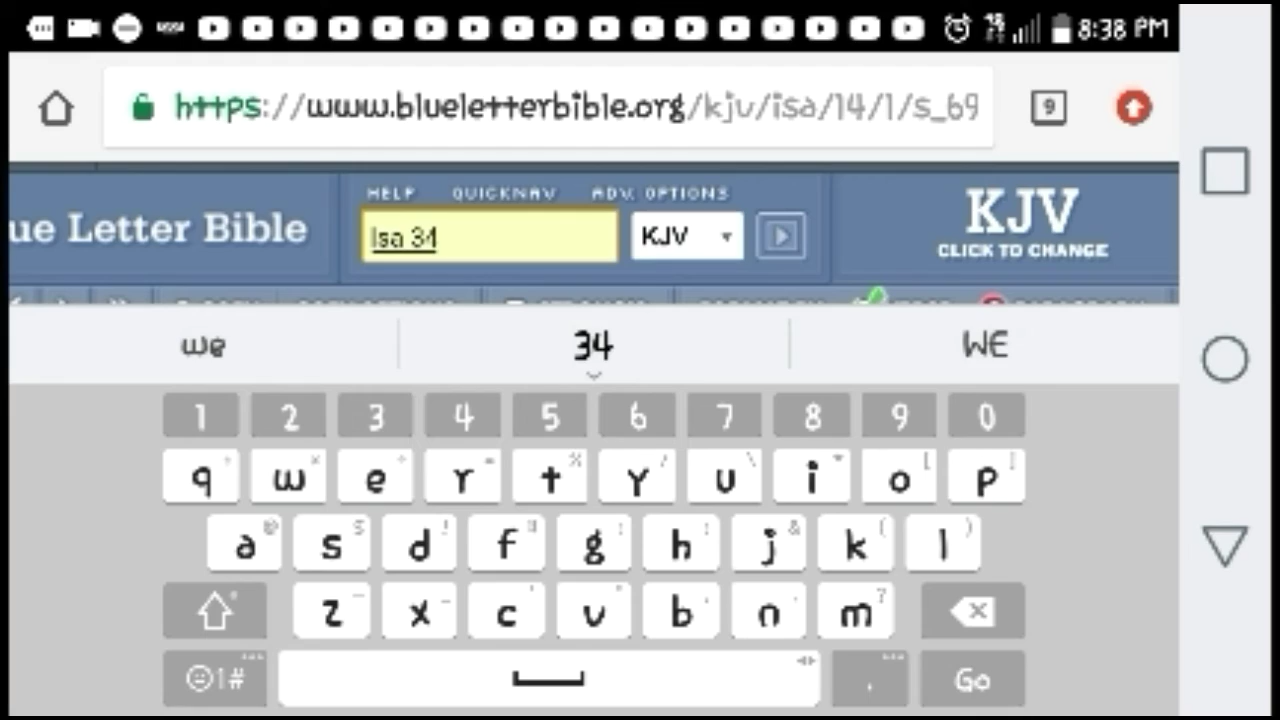 8:38 PM
https://www.blueletterbible.org/kjv/isa/14/1/s_69
9
HELP QUICKNAV ADV. OPTIONS
ue Letter Bible
Isa 34
KJV
KJV
CLICK TO CHANGE
we 34 WE
1 2 3 4 5 6 7 8 9 0
q w e r t y u i o p
a s d f g h j k l
z x c v b n m
1#
Go